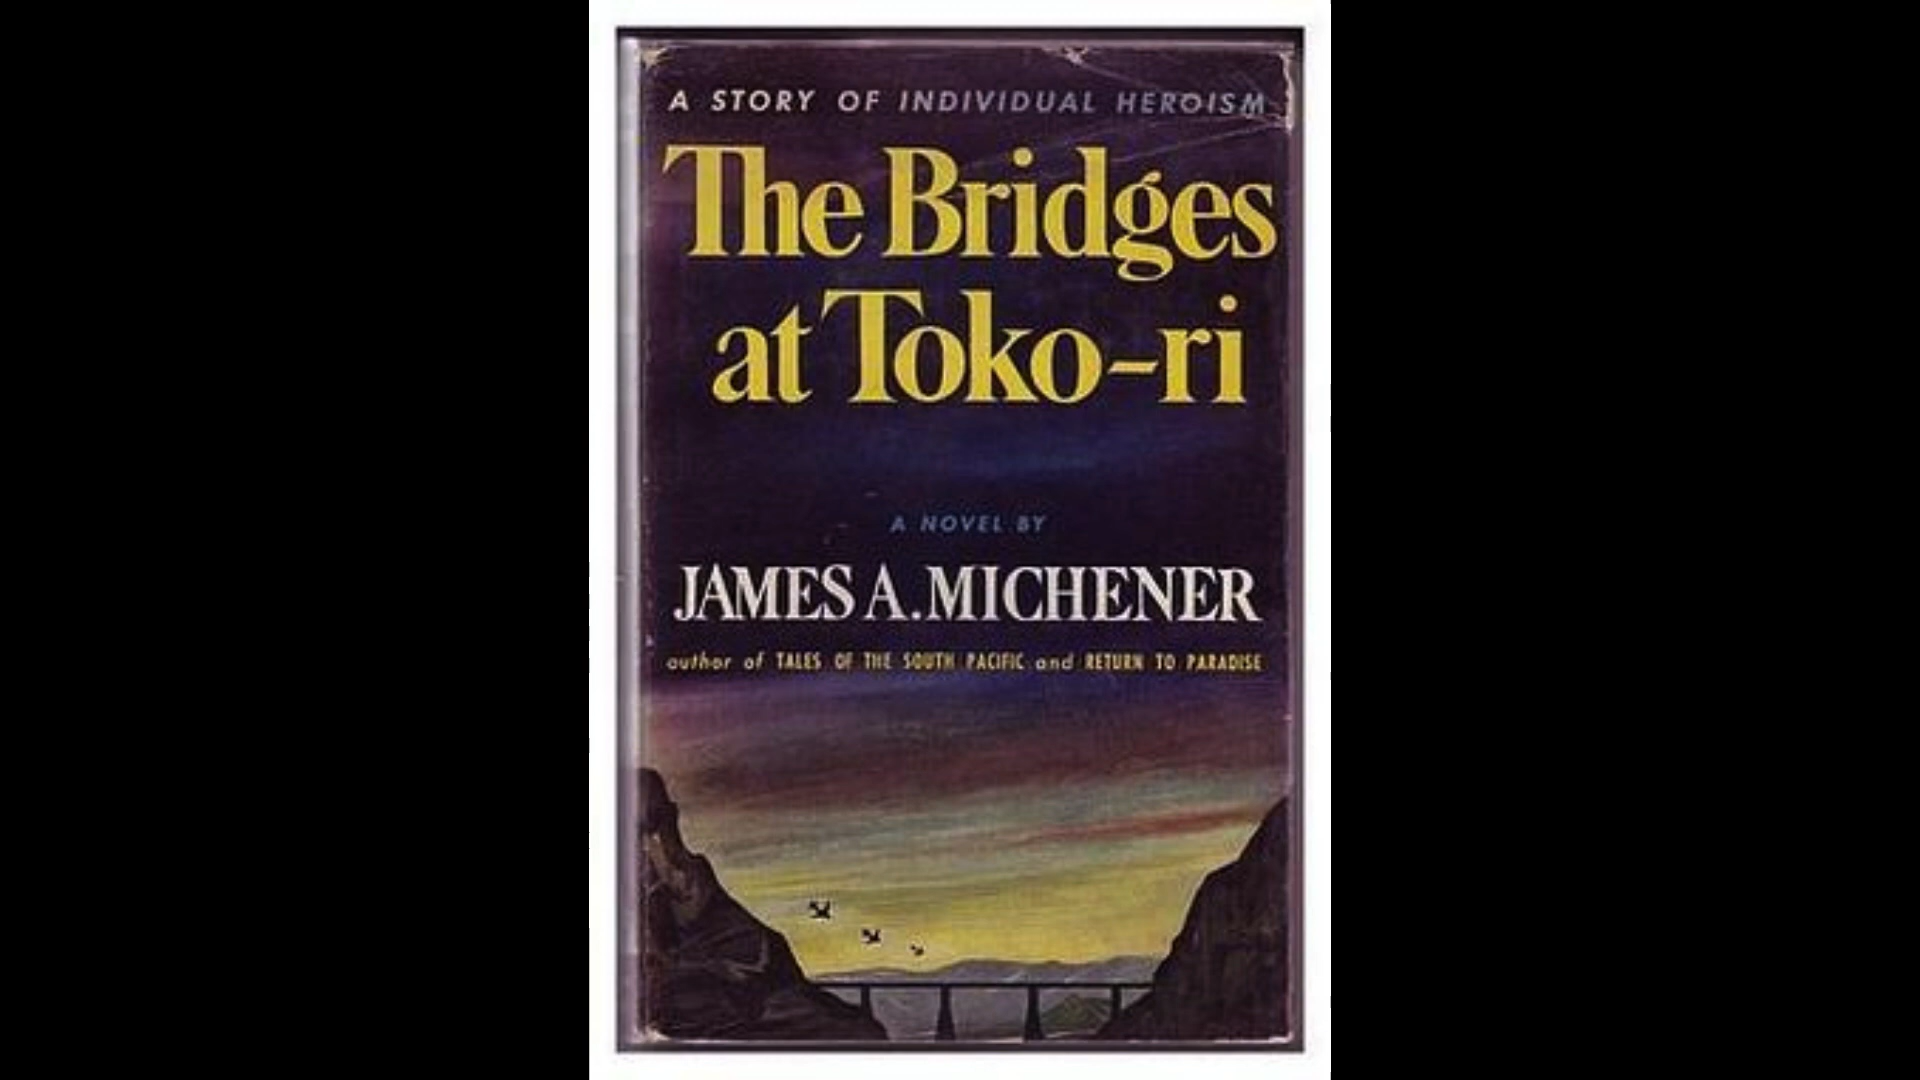 A STORY OF INDIVIDUAL HEROISM
The Bridges
at Toko-ri
A NOVEL BY
JAMES A. MICHENER
author of TALES OF THE SOUTH PACIFIC and RETURN TO PARADISE